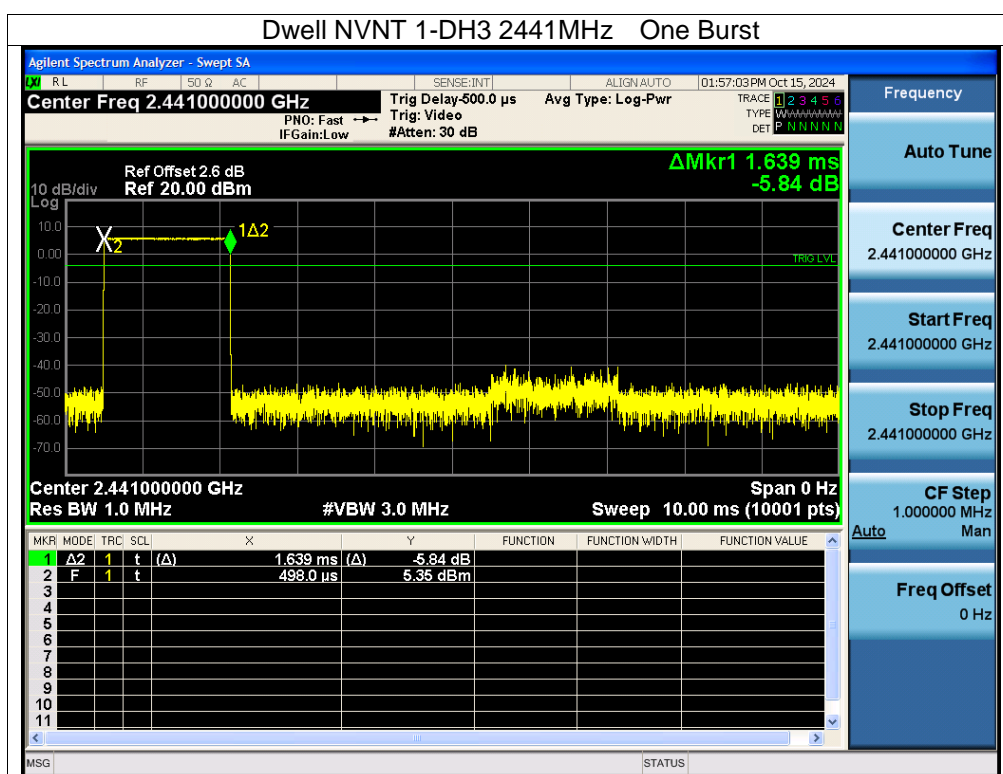 Dwell NVNT 1-DH3 2441MHz One Burst
Agilent Spectrum Analyzer - Swept SA
LXI RL RF 50 Ω AC SENSE:INT ALIGN AUTO 01:57:03 PM Oct 15, 2024
Center Freq 2.441000000 GHz
PNO: Fast
IFGain:Low
Trig Delay-500.0 µs
Trig: Video
#Atten: 30 dB
Avg Type: Log-Pwr
TRACE 1 2 3 4 5 6
TYPE WWWWWW
DET P N N N N N
Ref Offset 2.6 dB
Ref 20.00 dBm
10 dB/div
Log
ΔMkr1 1.639 ms
-5.84 dB
10.0
0.00
-10.0
-20.0
-30.0
-40.0
-50.0
-60.0
-70.0
2
1Δ2
TRIG LVL
Center 2.441000000 GHz Span 0 Hz
Res BW 1.0 MHz #VBW 3.0 MHz Sweep 10.00 ms (10001 pts)
MKR MODE TRC SCL X Y FUNCTION FUNCTION WIDTH FUNCTION VALUE
1 Δ2 1 t (Δ) 1.639 ms (Δ) -5.84 dB
2 F 1 t 498.0 µs 5.35 dBm
3
4
5
6
7
8
9
10
11
MSG STATUS
Frequency
Auto Tune
Center Freq
2.441000000 GHz
Start Freq
2.441000000 GHz
Stop Freq
2.441000000 GHz
CF Step
1.000000 MHz
Auto Man
Freq Offset
0 Hz